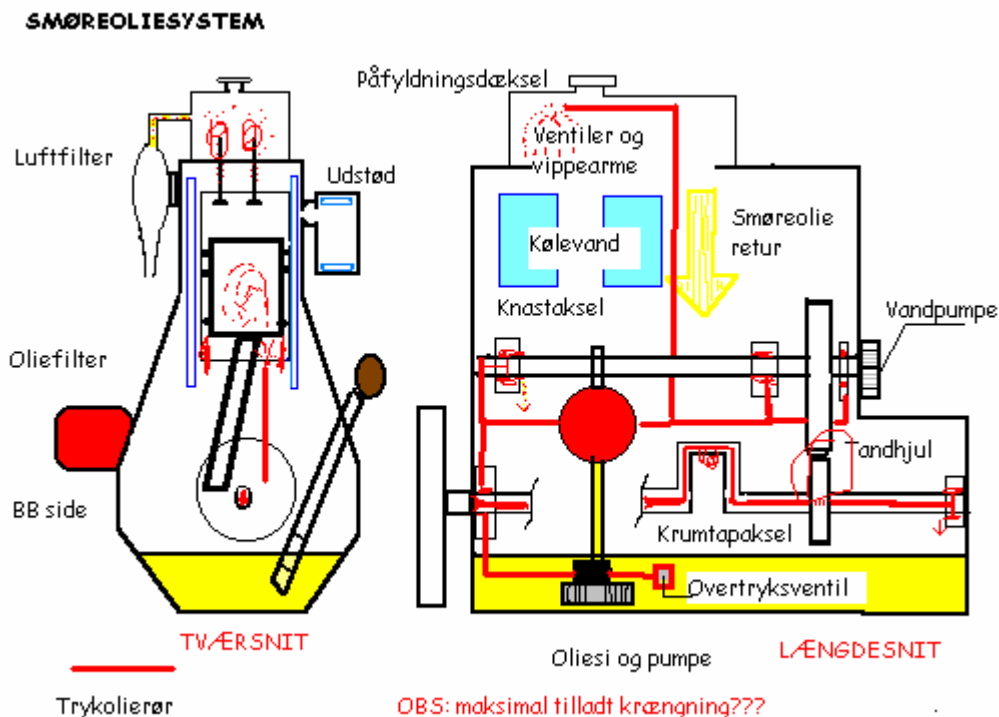 SMØREOLIESYSTEM
Påfyldningsdæksel
Luftfilter
Udstød
Ventiler og
vippearme
Smøreolie
retur
Kølevand
Knastaksel
Vandpumpe
Oliefilter
Tandhjul
BB side
Krumtapaksel
Overtryksventil
TVÆRSNIT
Oliesi og pumpe
LÆNGDESNIT
Trykolierør
OBS: maksimal tilladt krængning???